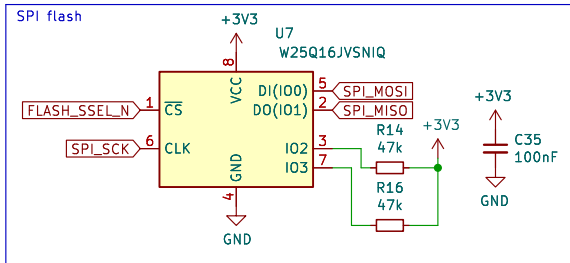 SPI flash
+3V3
U7
W25Q16JVSNIQ
8
VCC
5
DI(IO0)
SPI_MOSI
FLASH_SSEL_N
1
CS
2
DO(IO1)
SPI_MISO
SPI_SCK
6
CLK
3
IO2
7
IO3
GND
4
GND
R14
47k
+3V3
R16
47k
+3V3
C35
100nF
GND